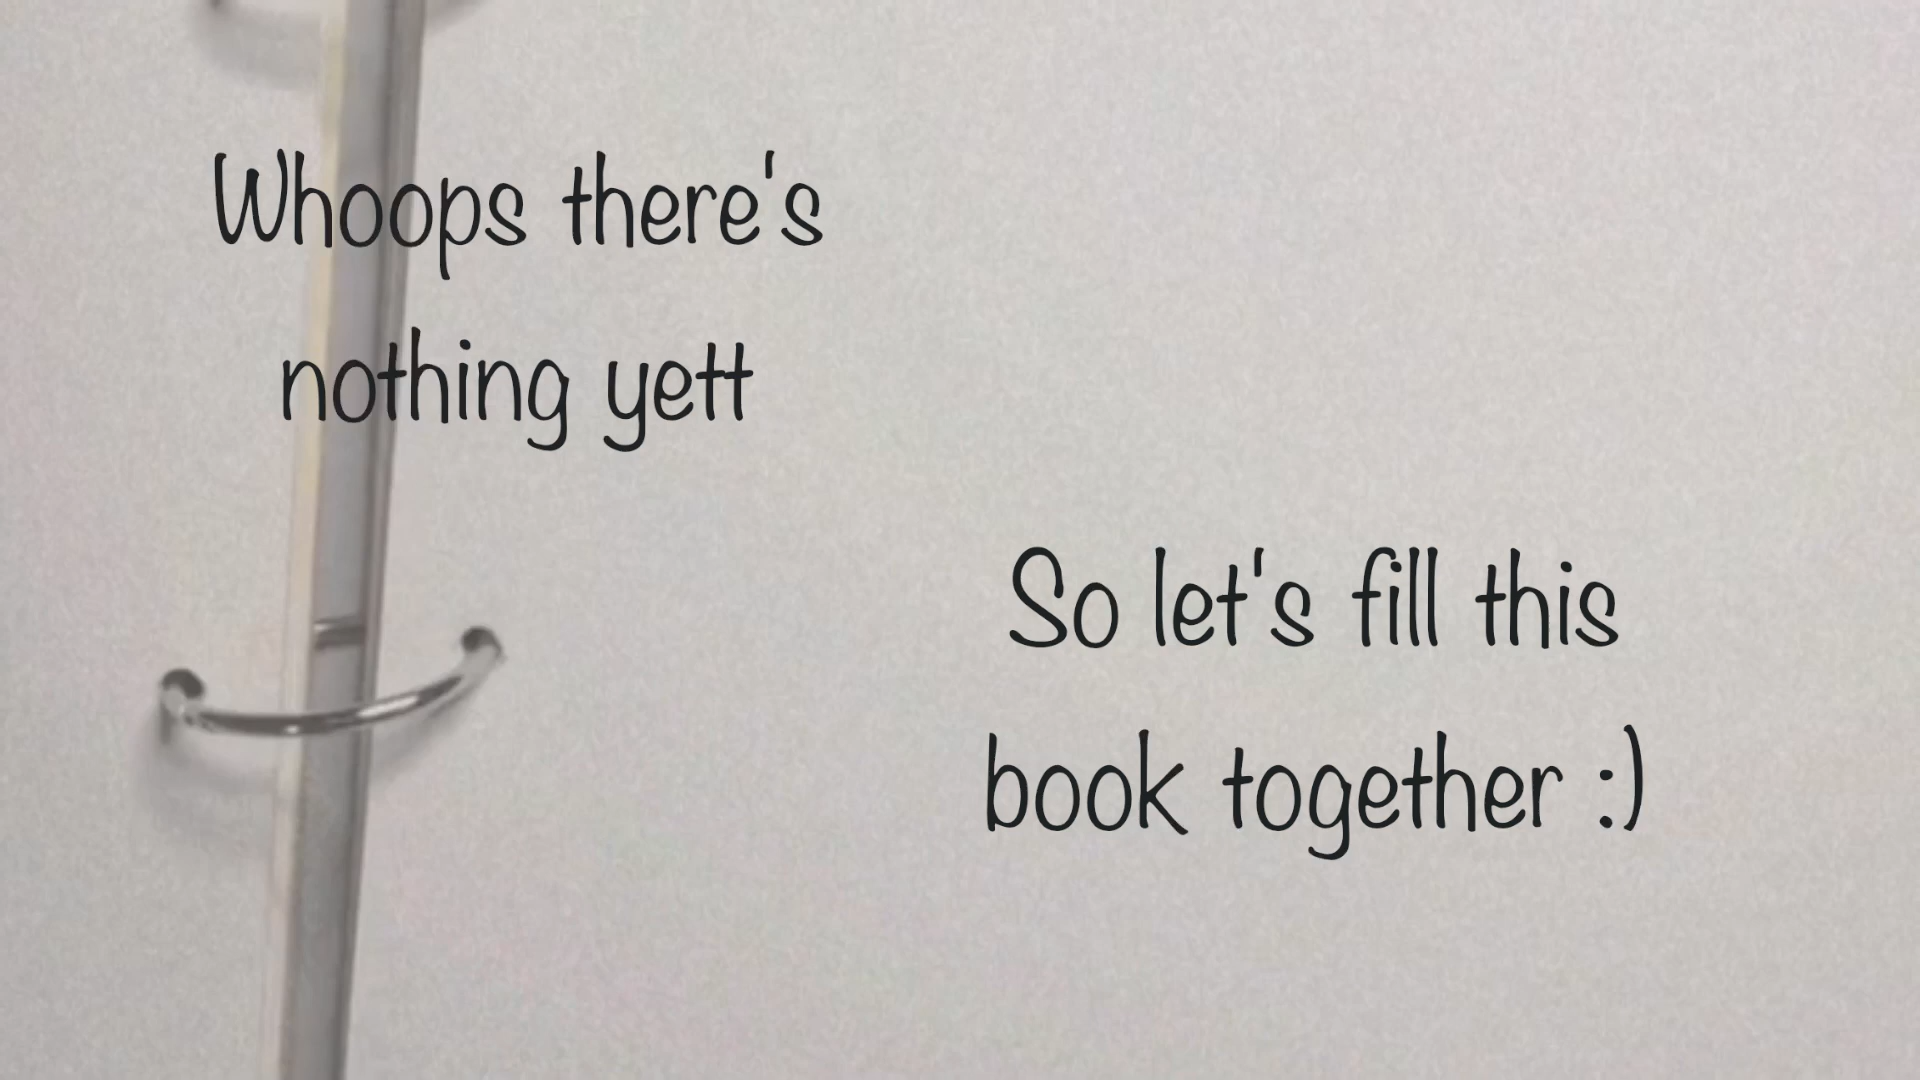 Whoops there's
nothing yett
So let's fill this
book together :)